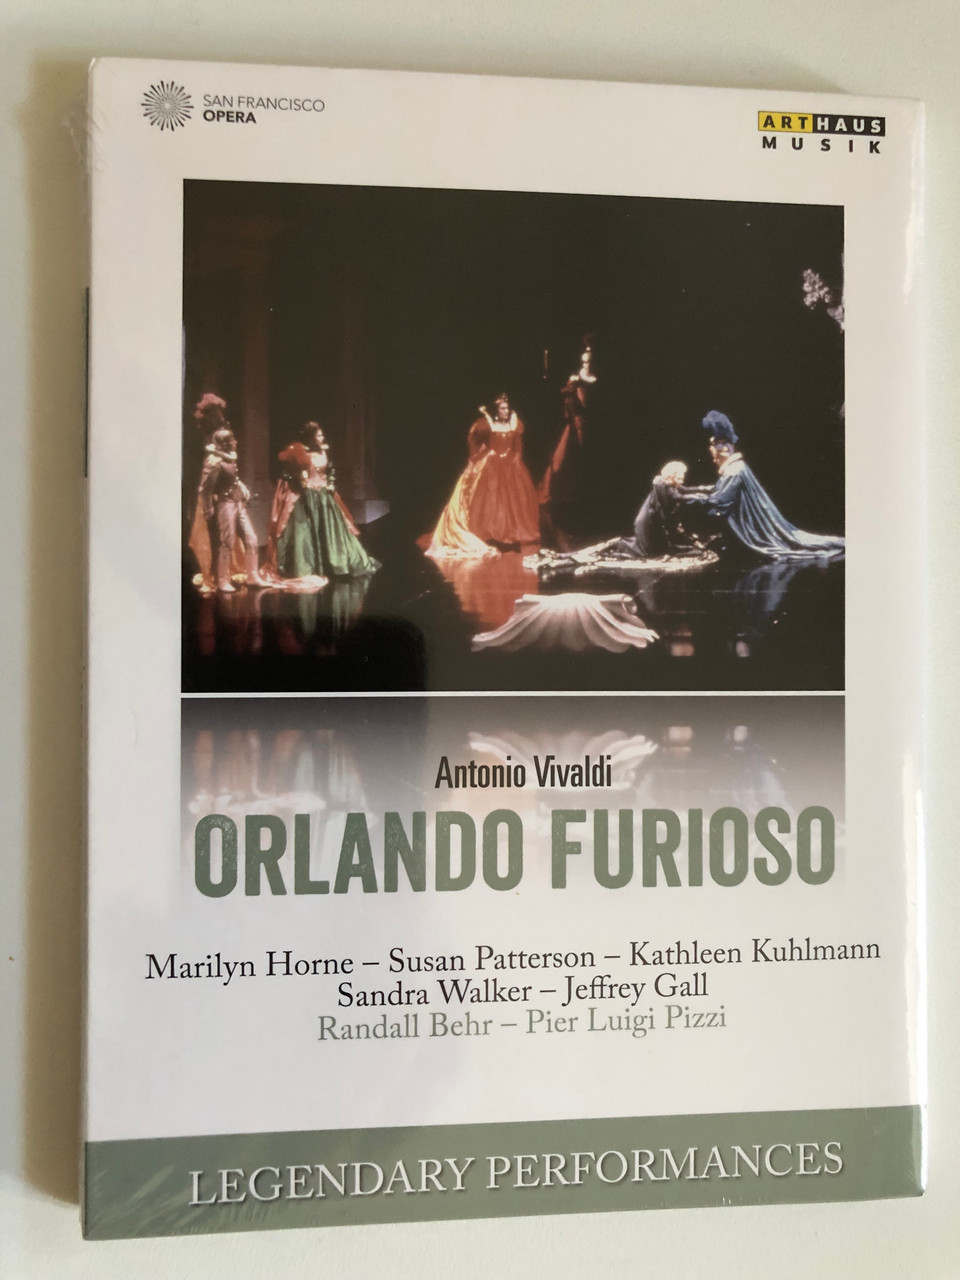 SAN FRANCISCO
OPERA
ARTHAUS
MUSIK
Antonio Vivaldi
ORLANDO FURIOSO
Marilyn Horne – Susan Patterson – Kathleen Kuhlmann
Sandra Walker – Jeffrey Gall
Randall Behr – Pier Luigi Pizzi
LEGENDARY PERFORMANCES